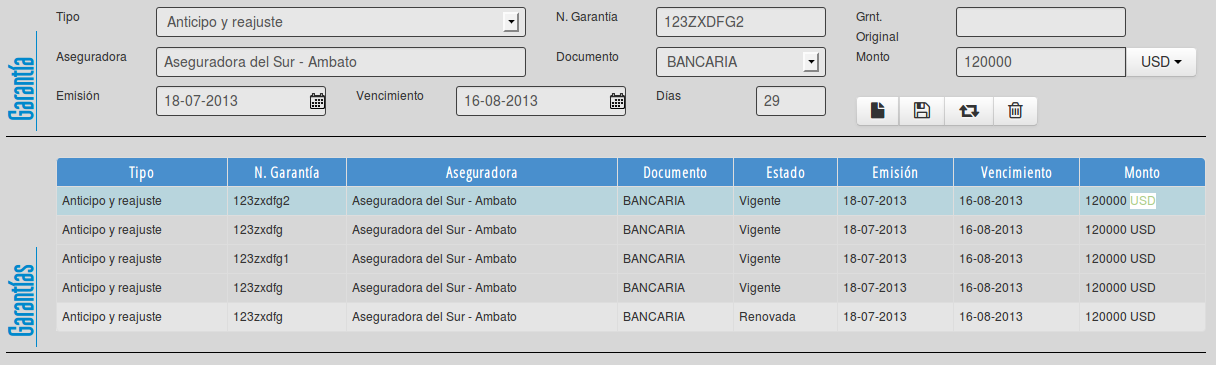 Garantía
Tipo Anticipo y reajuste N. Garantía 123ZXDFG2 Grnt. Original
Aseguradora Aseguradora del Sur - Ambato Documento BANCARIA Monto 120000 USD
Emisión 18-07-2013 Vencimiento 16-08-2013 Días 29
Garantías
Tipo N. Garantía Aseguradora Documento Estado Emisión Vencimiento Monto
Anticipo y reajuste 123zxdfg2 Aseguradora del Sur - Ambato BANCARIA Vigente 18-07-2013 16-08-2013 120000 USD
Anticipo y reajuste 123zxdfg Aseguradora del Sur - Ambato BANCARIA Vigente 18-07-2013 16-08-2013 120000 USD
Anticipo y reajuste 123zxdfg1 Aseguradora del Sur - Ambato BANCARIA Vigente 18-07-2013 16-08-2013 120000 USD
Anticipo y reajuste 123zxdfg Aseguradora del Sur - Ambato BANCARIA Vigente 18-07-2013 16-08-2013 120000 USD
Anticipo y reajuste 123zxdfg Aseguradora del Sur - Ambato BANCARIA Renovada 18-07-2013 16-08-2013 120000 USD